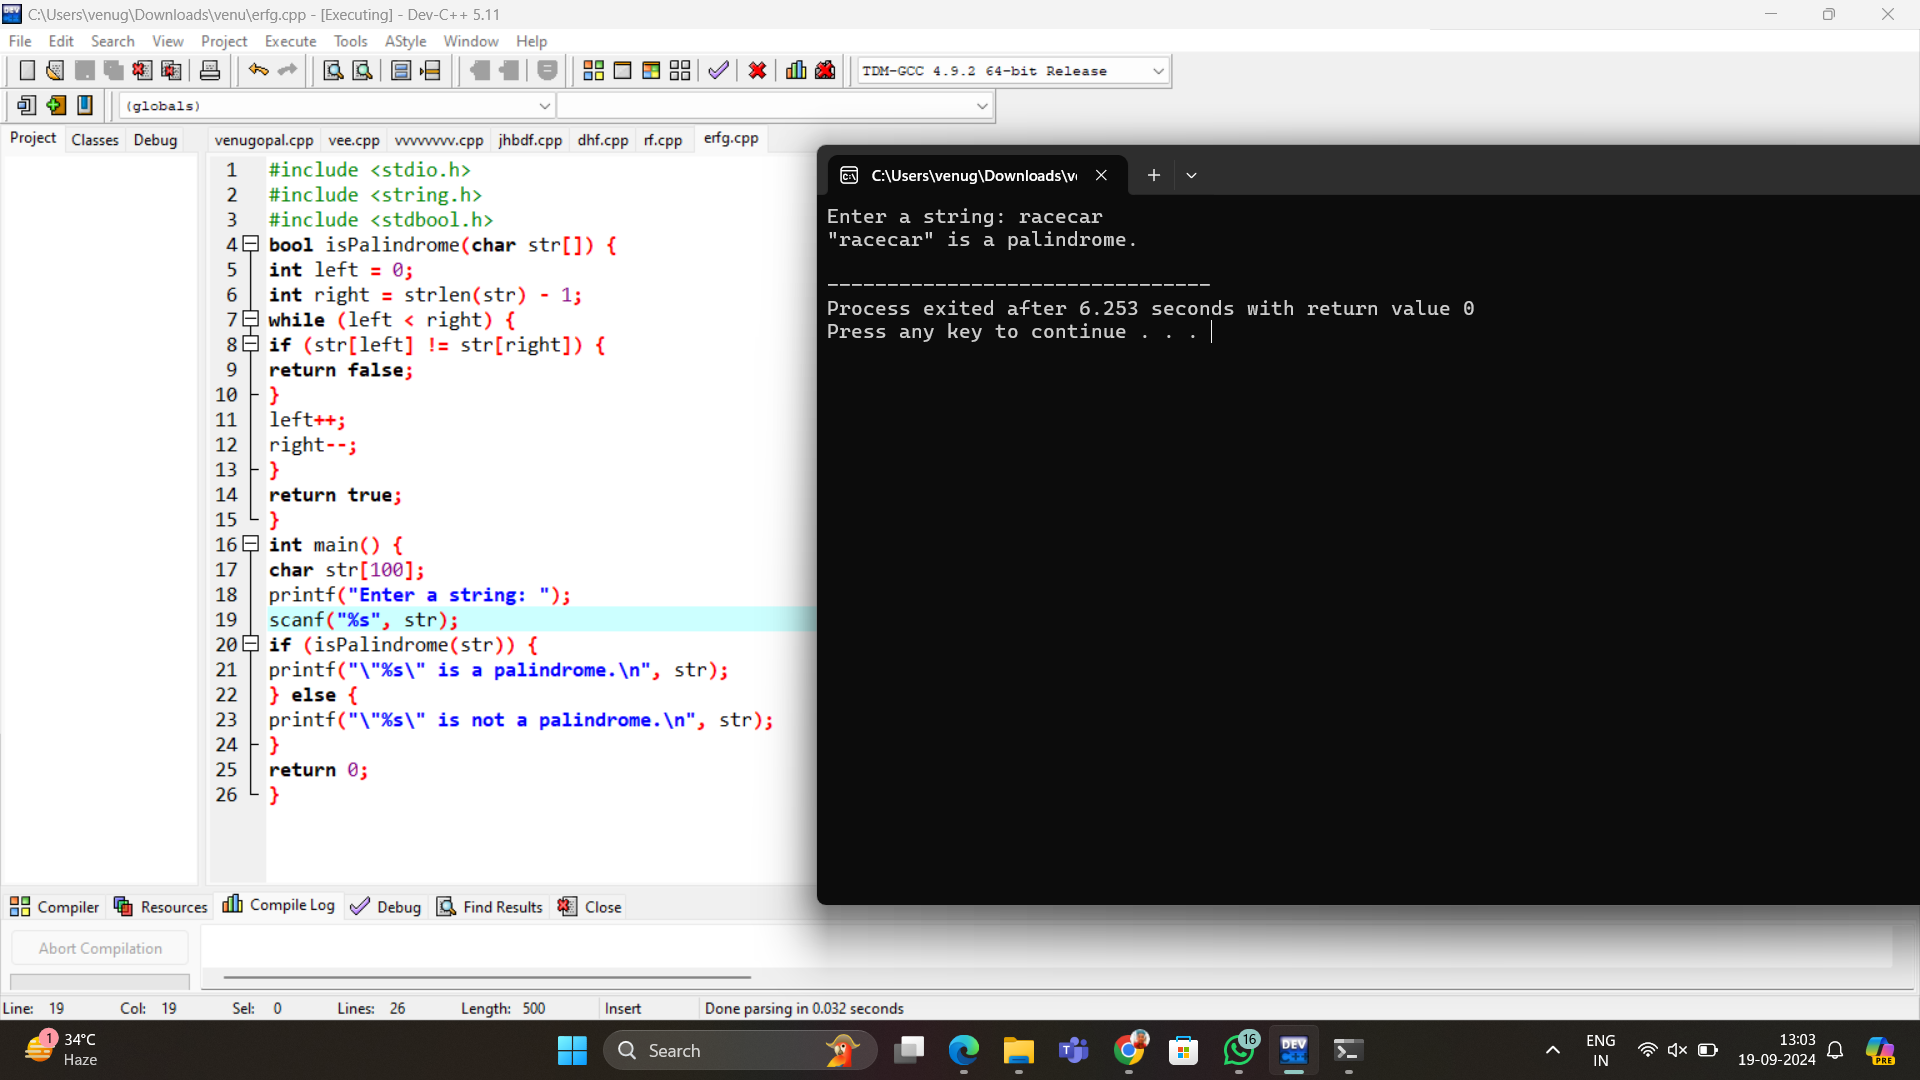 C:\Users\venug\Downloads\venu\erfg.cpp - [Executing] - Dev-C++ 5.11
File Edit Search View Project Execute Tools AStyle Window Help
TDM-GCC 4.9.2 64-bit Release
(globals)
Project Classes Debug venugopal.cpp vee.cpp vvvvvvvv.cpp jhbdf.cpp dhf.cpp rf.cpp erfg.cpp
1 #include <stdio.h>
2 #include <string.h>
3 #include <stdbool.h>
4 bool isPalindrome(char str[]) {
5 int left = 0;
6 int right = strlen(str) - 1;
7 while (left < right) {
8 if (str[left] != str[right]) {
9 return false;
10 }
11 left++;
12 right--;
13 }
14 return true;
15 }
16 int main() {
17 char str[100];
18 printf("Enter a string: ");
19 scanf("%s", str);
20 if (isPalindrome(str)) {
21 printf("\"%s\" is a palindrome.\n", str);
22 } else {
23 printf("\"%s\" is not a palindrome.\n", str);
24 }
25 return 0;
26 }
C:\Users\venug\Downloads\v
Enter a string: racecar
"racecar" is a palindrome.
--------------------------------
Process exited after 6.253 seconds with return value 0
Press any key to continue . . .
Compiler Resources Compile Log Debug Find Results Close
Abort Compilation
Line: 19 Col: 19 Sel: 0 Lines: 26 Length: 500 Insert Done parsing in 0.032 seconds
1 34°C
Haze
Search
16
DEV
ENG
IN
13:03
19-09-2024
PRE